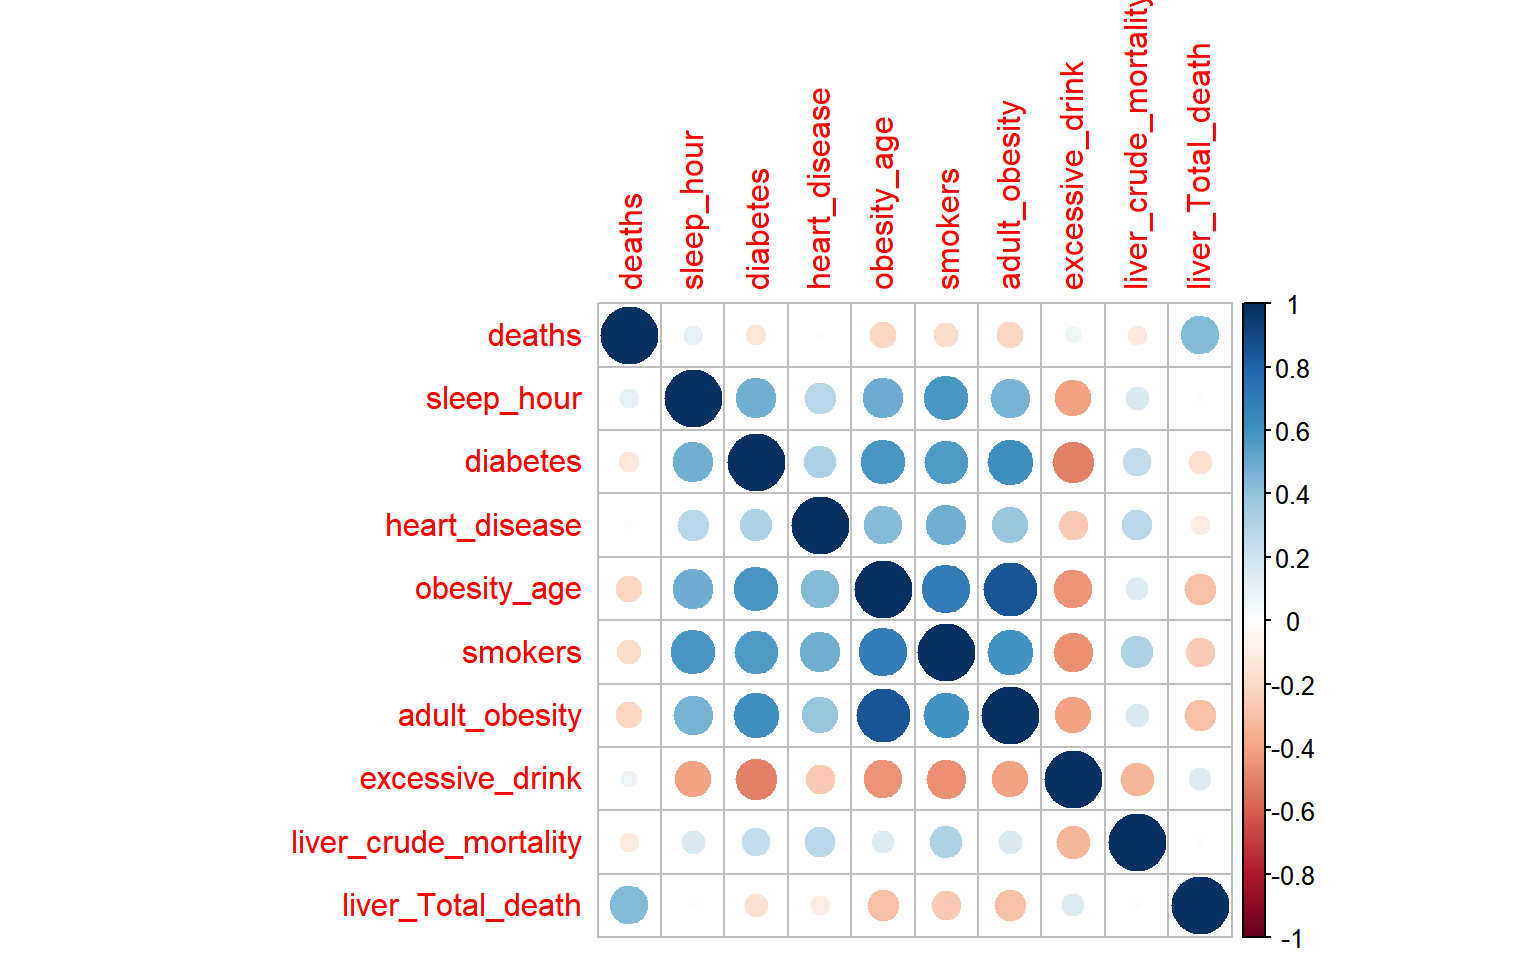 deaths
sleep_hour
diabetes
heart_disease
obesity_age
smokers
adult_obesity
excessive_drink
liver_crude_mortality
liver_Total_death
deaths
sleep_hour
diabetes
heart_disease
obesity_age
smokers
adult_obesity
excessive_drink
liver_crude_mortality
liver_Total_death
1
0.8
0.6
0.4
0.2
0
-0.2
-0.4
-0.6
-0.8
-1